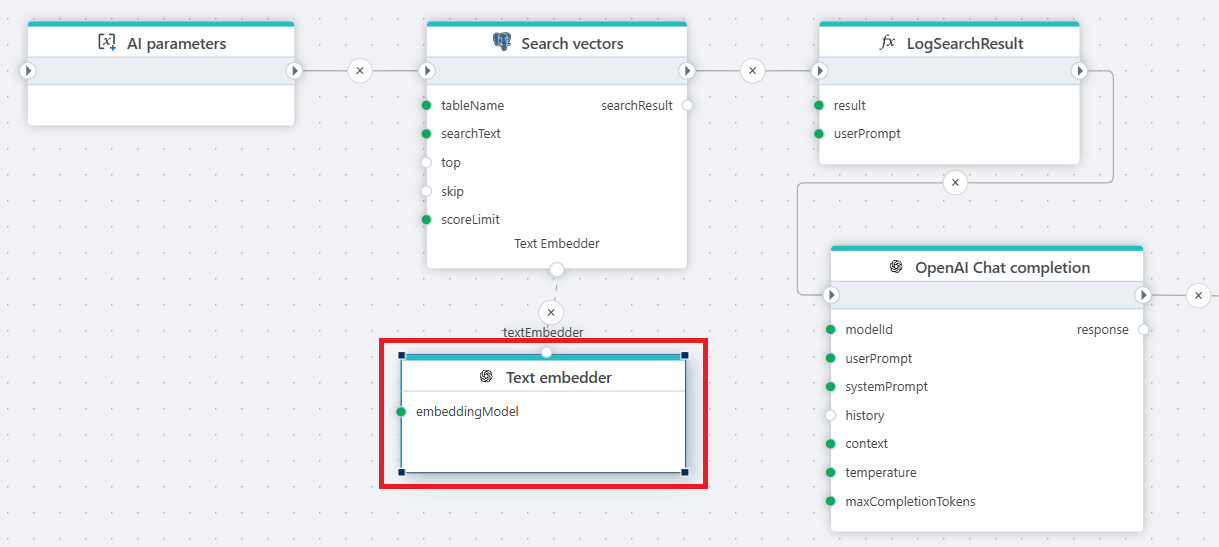 AI parameters
Search vectors
tableName
searchResult
searchText
top
skip
scoreLimit
Text Embedder
textEmbedder
Text embedder
embeddingModel
fx LogSearchResult
result
userPrompt
OpenAI Chat completion
modelId
response
userPrompt
systemPrompt
history
context
temperature
maxCompletionTokens